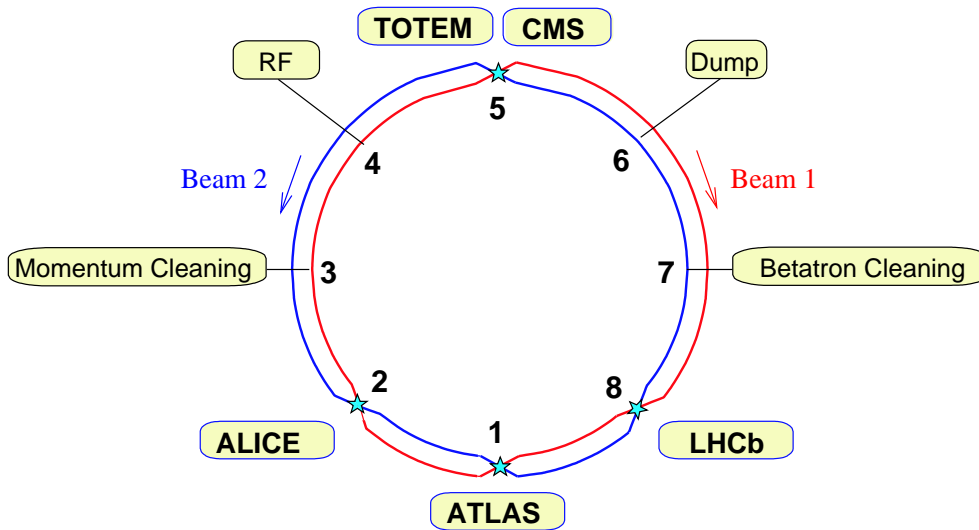 TOTEM
CMS
RF
Dump
5
4
6
Beam 2
Beam 1
Momentum Cleaning
3
7
Betatron Cleaning
2
8
ALICE
1
LHCb
ATLAS